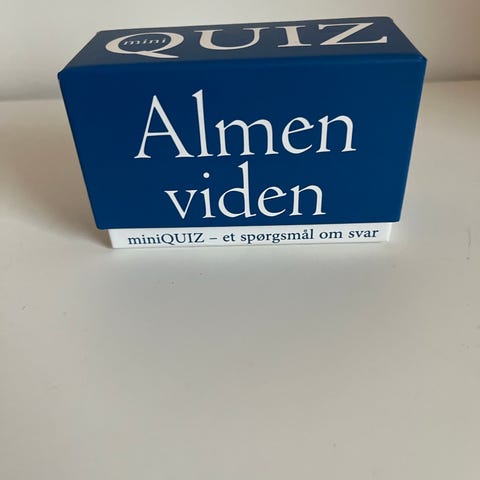 mini QUIZ
Almen
viden
miniQUIZ – et spørgsmål om svar